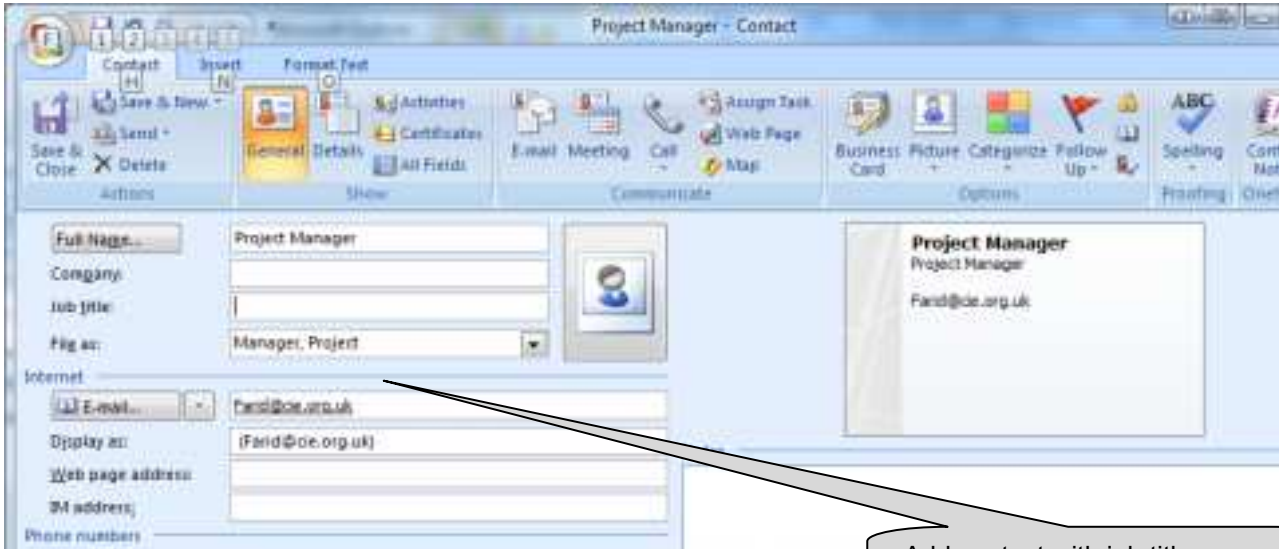 Project Manager - Contact
Contact Insert Format Text
1 2
H N O
Save & Close
Save & New
Send
Delete
Actions
General
Details
Activities
Certificates
All Fields
Show
E-mail
Meeting
Call
Assign Task
Web Page
Map
Communicate
Business Card
Picture
Categorize
Follow Up
Options
ABC
Spelling
Proofing
Full Name... Project Manager
Company:
Job title:
File as: Manager, Project
Internet
E-mail... Farid@cie.org.uk
Display as: (Farid@cie.org.uk)
Web page address:
IM address:
Phone numbers
Project Manager
Project Manager
Farid@cie.org.uk